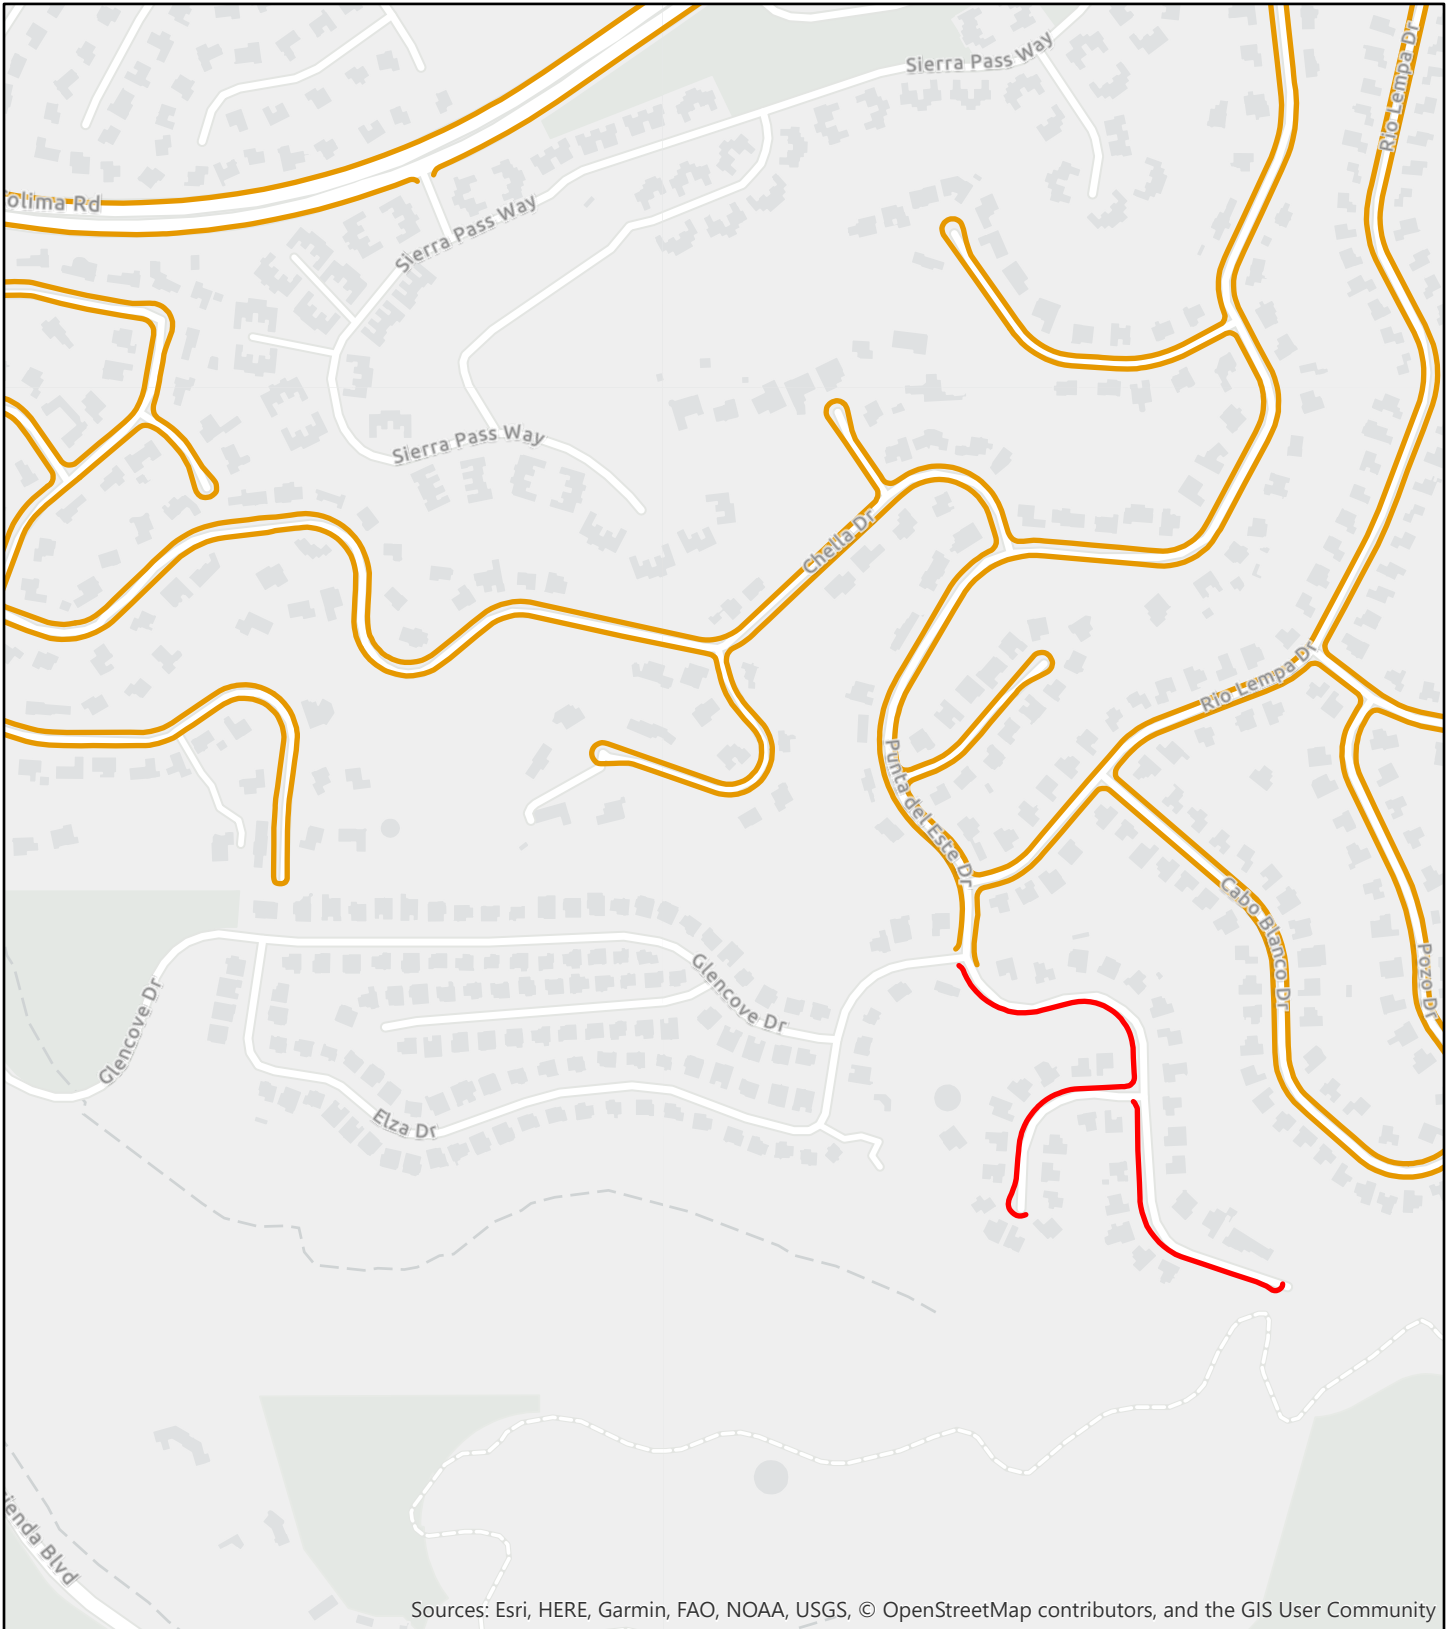 Sierra Pass Way
Rio Lempa Dr
olima Rd
Sierra Pass Way
Sierra Pass Way
Chella Dr
Rio Lempa Dr
Punta del Este Dr
Cabo Blanco Dr
Pozo Dr
Glencove Dr
Glencove Dr
Elza Dr
ienda Blvd
Sources: Esri, HERE, Garmin, FAO, NOAA, USGS, © OpenStreetMap contributors, and the GIS User Community